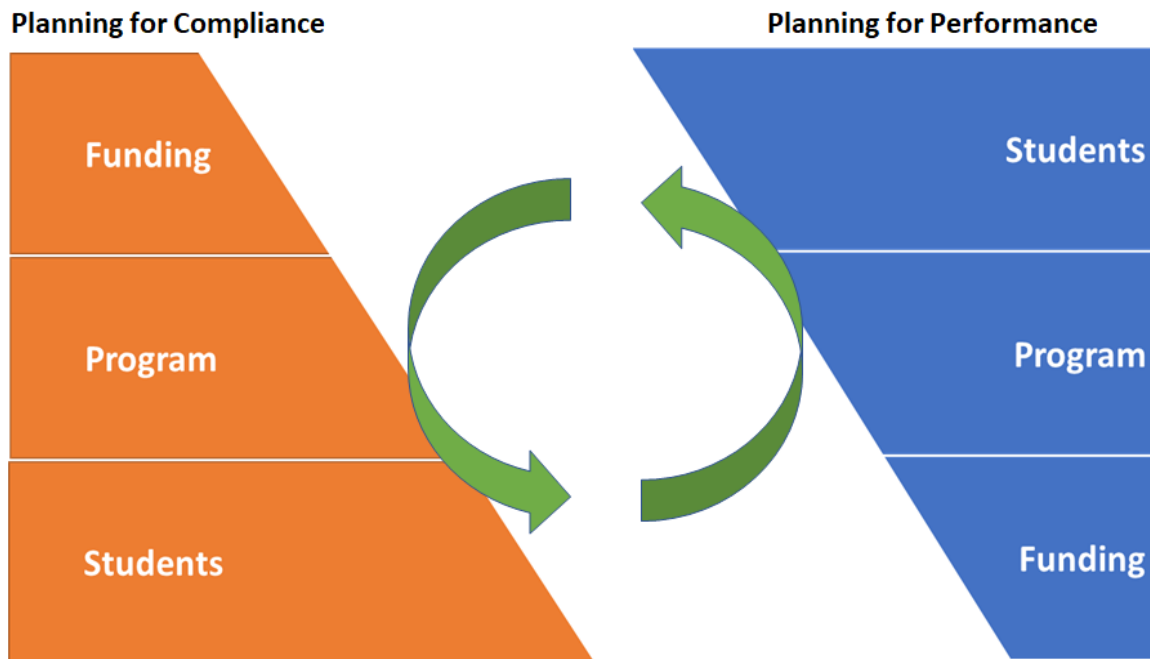 Planning for Compliance
Planning for Performance
Funding
Program
Students
Students
Program
Funding